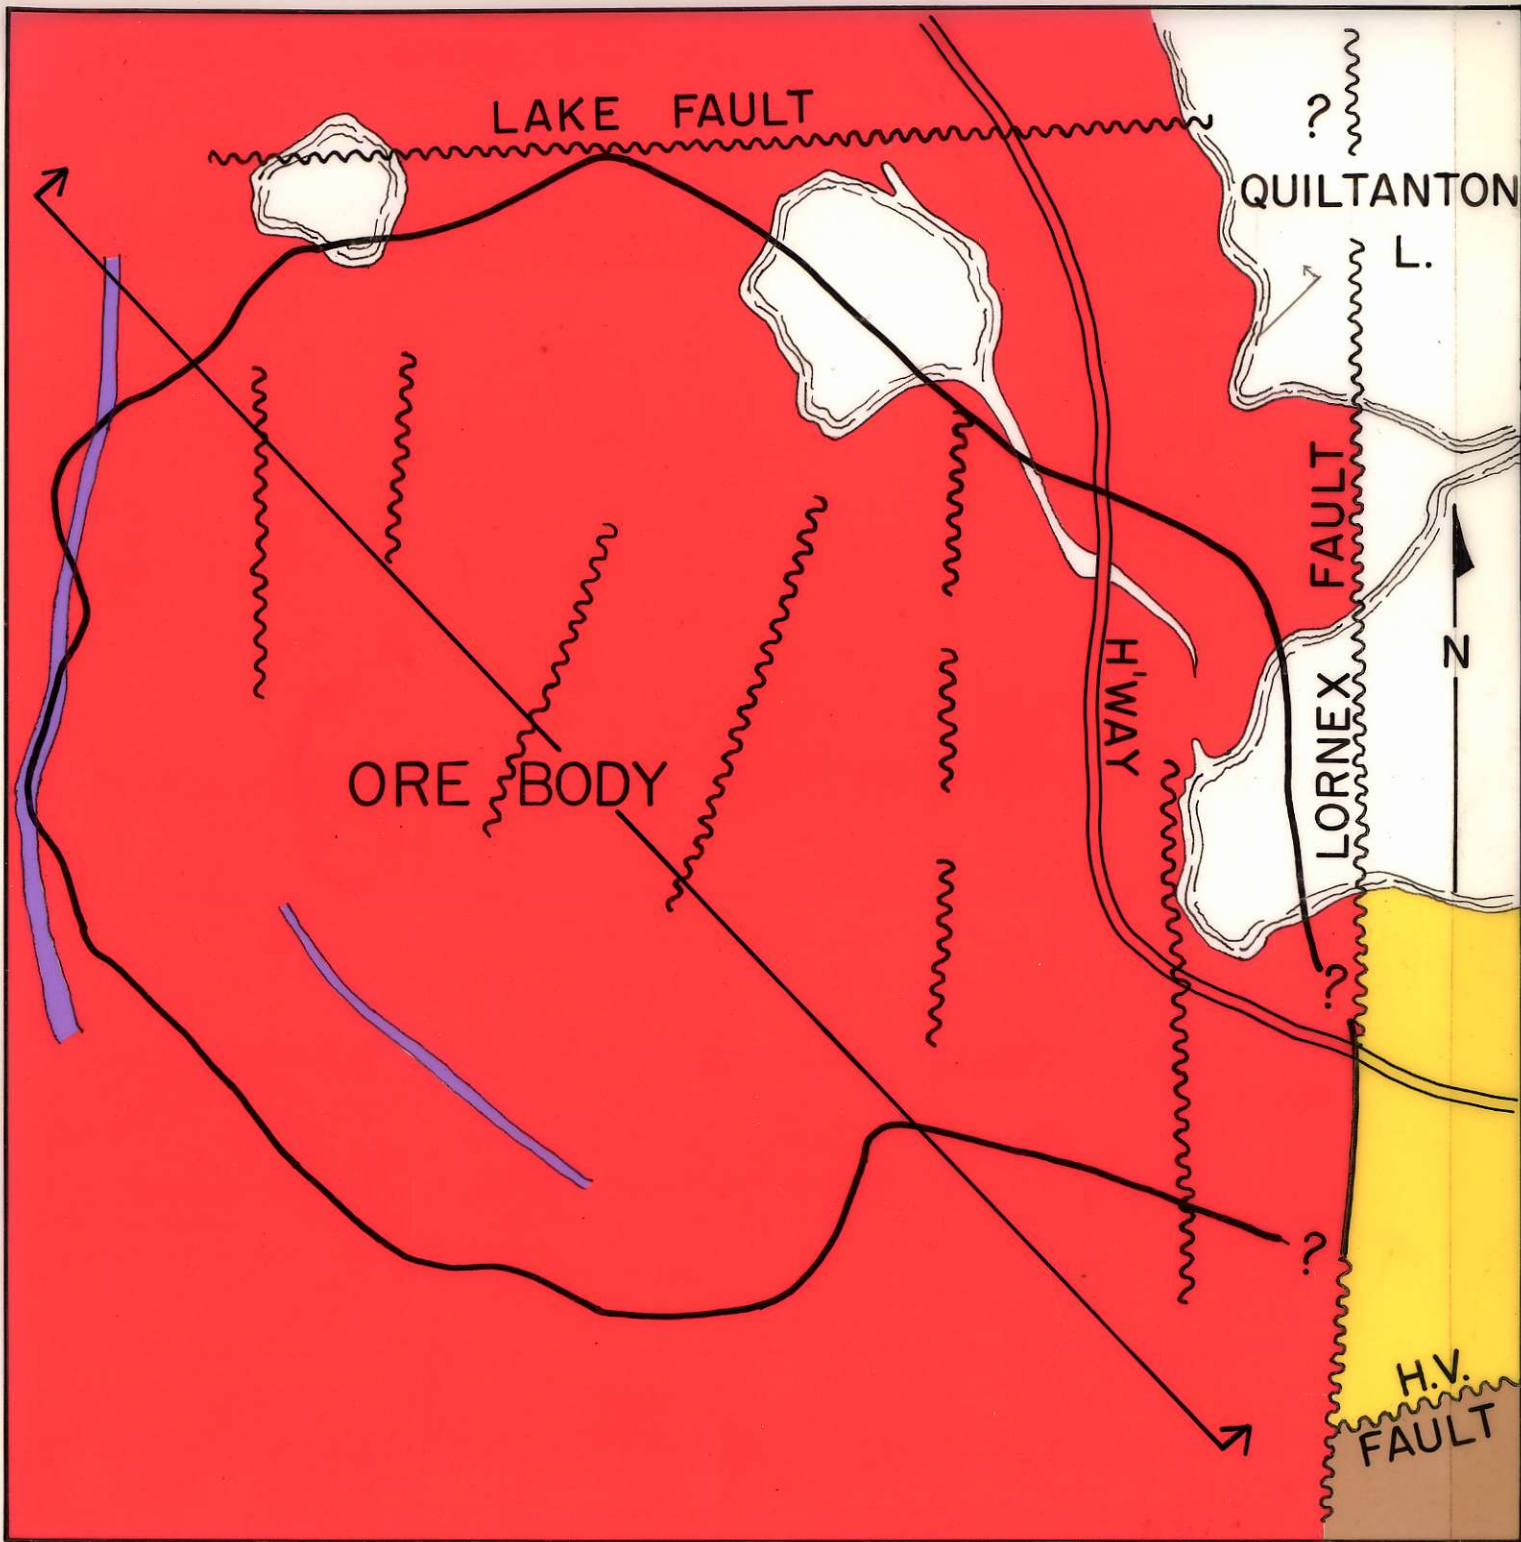 LAKE FAULT
?
QUILTANTON
L.
LORNEX FAULT
N
H'WAY
ORE BODY
?
?
H.V.
FAULT